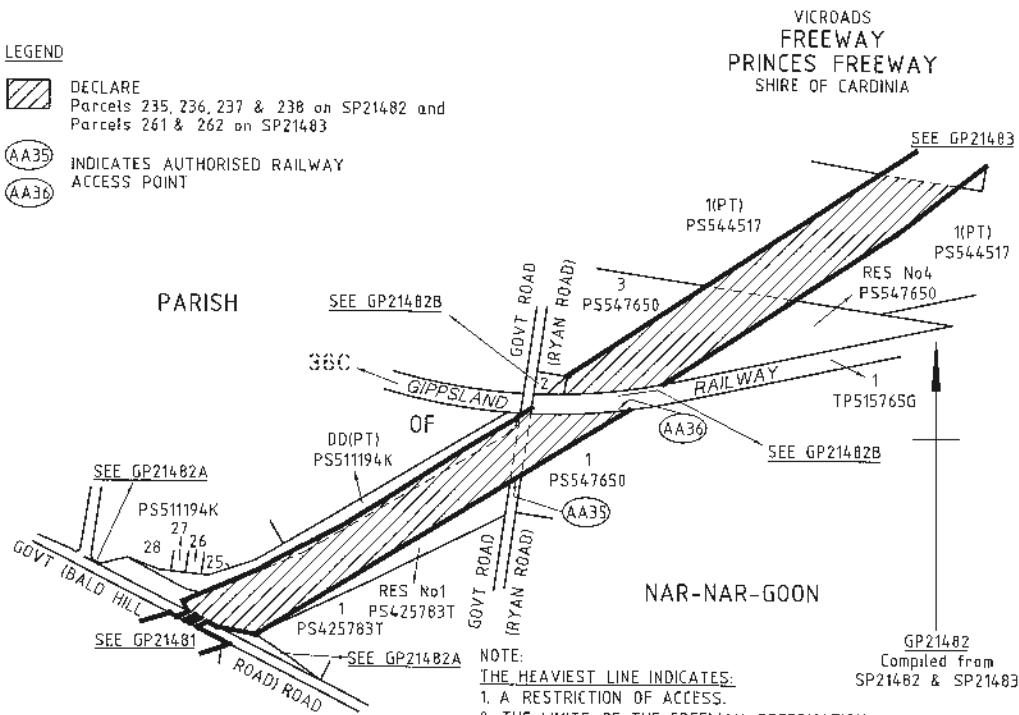 VICROADS
FREEWAY
PRINCES FREEWAY
SHIRE OF CARDINIA
LEGEND
DECLARE
Parcels 235, 236, 237 & 238 on SP21482 and
Parcels 261 & 262 on SP21483
AA35
AA36
INDICATES AUTHORISED RAILWAY
ACCESS POINT
SEE GP21483
1(PT)
PS544517
1(PT)
PS544517
RES No4
PS547650
3
PS547650
PARISH
SEE GP21482B
GOVT ROAD
(RYAN ROAD)
36C
GIPPSLAND
2
RAILWAY
1
TP515765G
OF
AA36
SEE GP21482B
DD(PT)
PS511194K
1
PS547650
AA35
SEE GP21482A
PS511194K
28
27
26
25
GOVT (BALD HILL
ROAD) ROAD
SEE GP21481
1
PS425783T
RES No1
PS425783T
GOVT ROAD
(RYAN ROAD)
NAR-NAR-GOON
SEE GP21482A
1
GP21482
Compiled from
SP21482 & SP21483
NOTE:
THE HEAVIEST LINE INDICATES:
1. A RESTRICTION OF ACCESS.